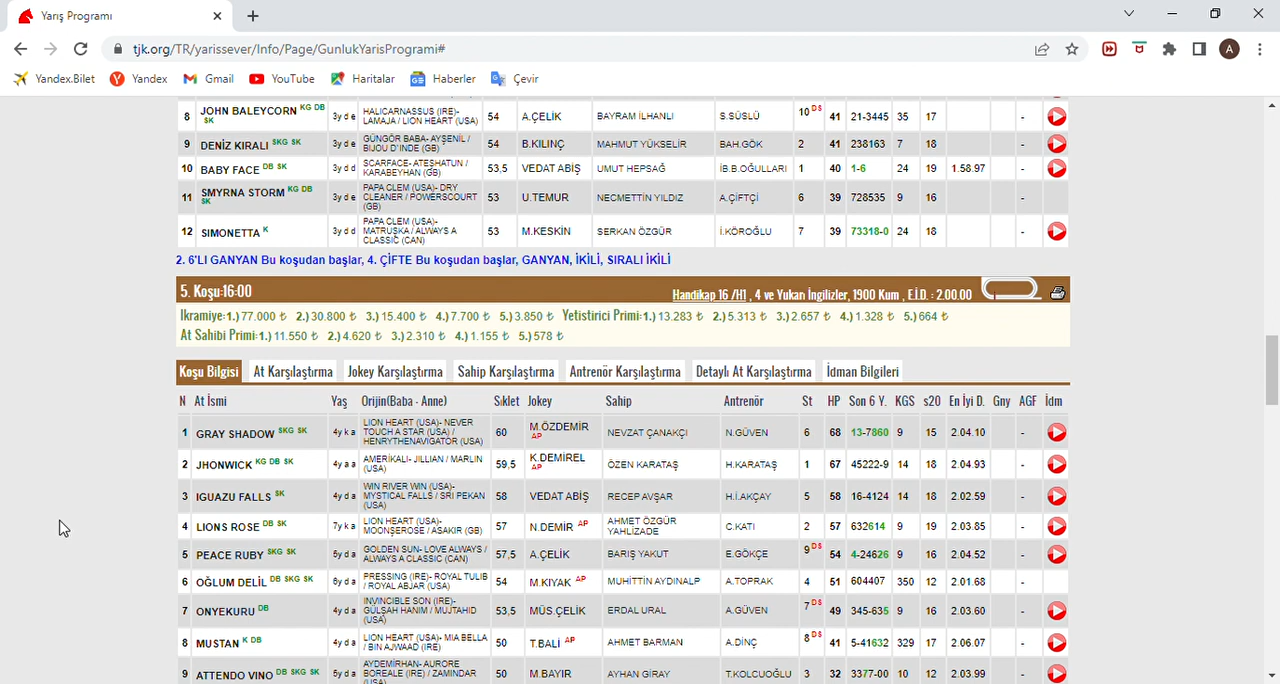 Yarış Programı
tjk.org/TR/yarissever/Info/Page/GunlukYarisProgrami#
A
Yandex.Bilet Yandex Gmail YouTube Haritalar Haberler Çevir
8 JOHN BALEYCORN KG DB SK 3y d e HALICARNASSUS (IRE)- LAMAJA / LION HEART (USA) 54 A.ÇELİK BAYRAM İLHANLI S.SÜSLÜ 10 DS 41 21-3445 35 17 -
9 DENİZ KIRALI SKG SK 3y d e GÜNGÖR BABA- AYŞENİL / BIJOU D'INDE (GB) 54 B.KILINÇ MAHMUT YÜKSELİR BAH.GÖK 2 41 238163 7 18 -
10 BABY FACE DB SK 3y d d SCARFACE- ATEŞHATUN / KARABEYHAN (GB) 53,5 VEDAT ABİŞ UMUT HEPSAĞ İB.B.OĞULLARI 1 40 1-6 24 19 1.58.97 -
11 SMYRNA STORM KG DB SK 3y d e PAPA CLEM (USA)- DRY CLEANER / POWERSCOURT (GB) 53 U.TEMUR NECMETTİN YILDIZ A.ÇİFTÇİ 6 39 728535 9 16 -
12 SIMONETTA K 3y d d PAPA CLEM (USA)- MATRUŞKA / ALWAYS A CLASSIC (CAN) 53 M.KESKİN SERKAN ÖZGÜR İ.KÖROĞLU 7 39 73318-0 24 18 -
2. 6'LI GANYAN Bu koşudan başlar, 4. ÇİFTE Bu koşudan başlar, GANYAN, İKİLİ, SIRALI İKİLİ
5. Koşu:16:00 Handikap 16 /H1 , 4 ve Yukarı İngilizler, 1900 Kum , E.İ.D. : 2.00.00
Ikramiye:1.) 77.000 ₺ 2.) 30.800 ₺ 3.) 15.400 ₺ 4.) 7.700 ₺ 5.) 3.850 ₺ Yetistirici Primi:1.) 13.283 ₺ 2.) 5.313 ₺ 3.) 2.657 ₺ 4.) 1.328 ₺ 5.) 664 ₺
At Sahibi Primi:1.) 11.550 ₺ 2.) 4.620 ₺ 3.) 2.310 ₺ 4.) 1.155 ₺ 5.) 578 ₺
Koşu Bilgisi At Karşılaştırma Jokey Karşılaştırma Sahip Karşılaştırma Antrenör Karşılaştırma Detaylı At Karşılaştırma İdman Bilgileri
N At İsmi Yaş Orijin(Baba - Anne) Sıklet Jokey Sahip Antrenör St HP Son 6 Y. KGS s20 En İyi D. Gny AGF İdm
1 GRAY SHADOW SKG SK 4y k a LION HEART (USA)- NEVER TOUCH A STAR (USA) / HENRYTHENAVIGATOR (USA) 60 M.ÖZDEMİR AP NEVZAT ÇANAKÇI N.GÜVEN 6 68 13-7860 9 15 2.04.10 -
2 JHONWICK KG DB SK 4y a a AMERİKALI- JILLIAN / MARLIN (USA) 59,5 K.DEMİREL AP ÖZEN KARATAŞ H.KARATAŞ 1 67 45222-9 14 18 2.04.93 -
3 IGUAZU FALLS SK 4y d a WIN RIVER WIN (USA)- MYSTICAL FALLS / SRI PEKAN (USA) 58 VEDAT ABİŞ RECEP AVŞAR H.İ.AKÇAY 5 58 16-4124 14 18 2.02.59 -
4 LIONS ROSE DB SK 7y k a LION HEART (USA)- MOONŞEROSE / ASAKIR (GB) 57 N.DEMİR AP AHMET ÖZGÜR YAHLİZADE C.KATI 2 57 632614 9 19 2.03.85 -
5 PEACE RUBY SKG SK 6y d a GOLDEN SUN- LOVE ALWAYS / ALWAYS A CLASSIC (CAN) 57,5 A.ÇELİK BARIŞ YAKUT E.GÖKÇE 9 DS 54 4-24626 9 16 2.04.52 -
6 OĞLUM DELİL DB SKG SK 6y d a PRESSING (IRE)- ROYAL TULIB / ROYAL ABJAR (USA) 54 M.KIYAK AP MUHİTTİN AYDINALP A.TOPRAK 4 51 604407 350 12 2.01.68 -
7 ONYEKURU DB 4y d a INVINCIBLE SON (IRE)- GÜLŞAH HANIM / MUJTAHID (USA) 53,5 MÜS.ÇELİK ERDAL URAL A.GÜVEN 7 DS 49 345-635 9 16 2.03.60 -
8 MUSTAN K DB 4y d a LION HEART (USA)- MIA BELLA / BIN AJWAAD (IRE) 50 T.BALİ AP AHMET BARMAN A.DİNÇ 8 DS 41 5-41632 329 17 2.06.07 -
9 ATTENDO VINO DB SKG SK 5y d a AYDEMİRHAN- AURORE BOREALE (IRE) / ZAMINDAR (USA) 50 M.BAYIR AYHAN GİRAY T.KOLCUOĞLU 3 32 3377-00 10 12 2.03.99 -